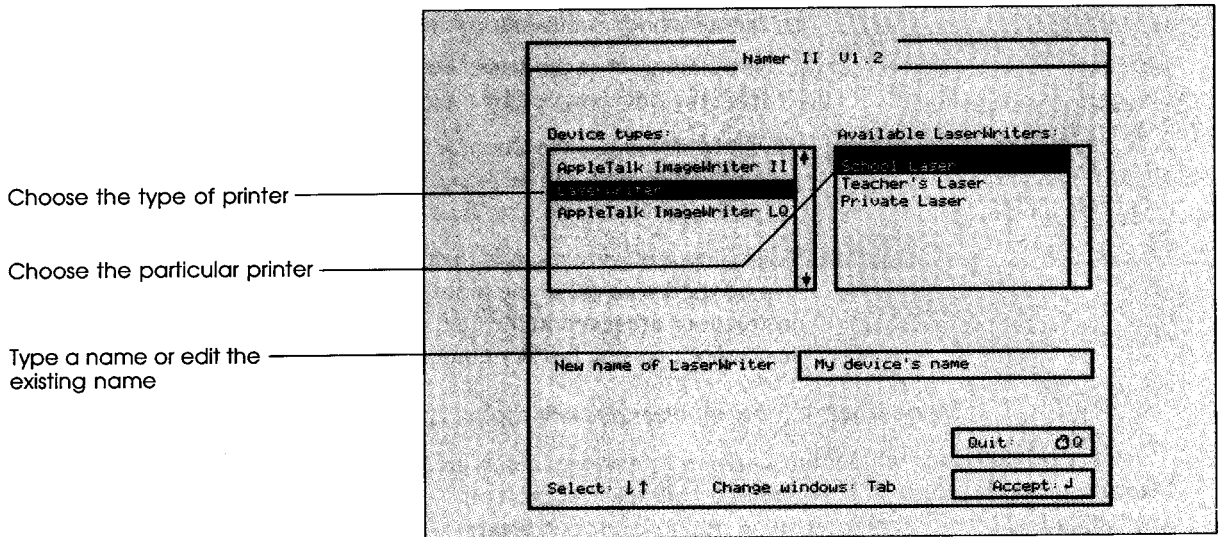 Namer II V1.2
Device types:
Available LaserWriters:
AppleTalk ImageWriter II
LaserWriter
AppleTalk ImageWriter LQ
School Laser
Teacher's Laser
Private Laser
Choose the type of printer
Choose the particular printer
Type a name or edit the
existing name
New name of LaserWriter
My device's name
Quit: Q
Select: ↓↑
Change windows: Tab
Accept: ↲